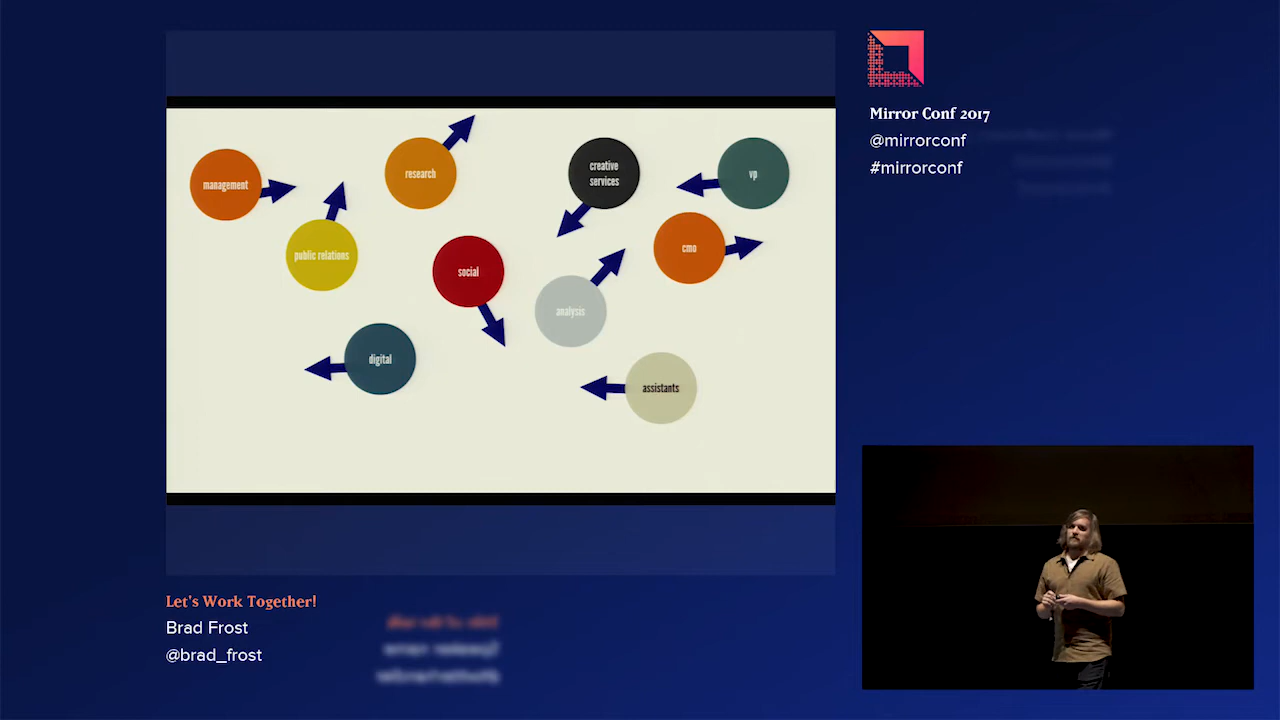 Mirror Conf 2017
@mirrorconf
#mirrorconf
management
research
creative
services
vp
public relations
social
cmo
analysis
digital
assistants
Let's Work Together!
Brad Frost
@brad_frost